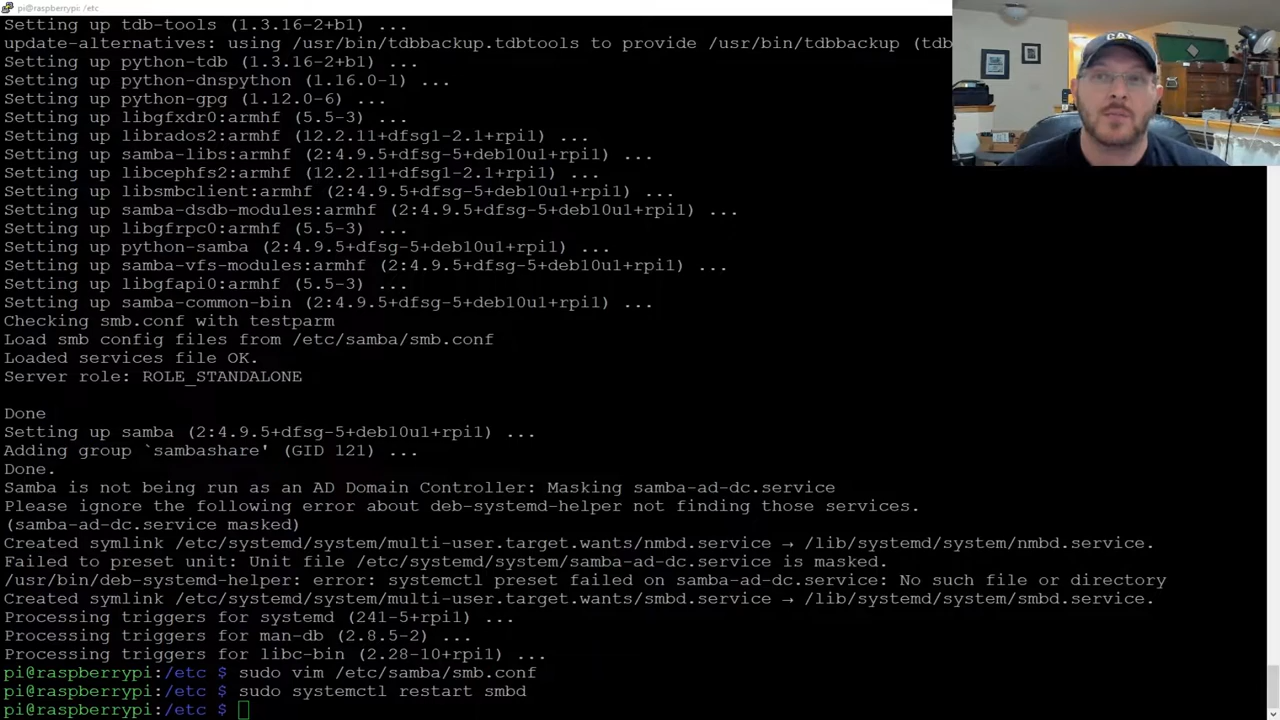 pi@raspberrypi: /etc
Setting up tdb-tools (1.3.16-2+b1) ...
update-alternatives: using /usr/bin/tdbbackup.tdbtools to provide /usr/bin/tdbbackup (tdb
Setting up python-tdb (1.3.16-2+b1) ...
Setting up python-dnspython (1.16.0-1) ...
Setting up python-gpg (1.12.0-6) ...
Setting up libgfxdr0:armhf (5.5-3) ...
Setting up librados2:armhf (12.2.11+dfsg1-2.1+rpi1) ...
Setting up samba-libs:armhf (2:4.9.5+dfsg-5+deb10u1+rpi1) ...
Setting up libcephfs2:armhf (12.2.11+dfsg1-2.1+rpi1) ...
Setting up libsmbclient:armhf (2:4.9.5+dfsg-5+deb10u1+rpi1) ...
Setting up samba-dsdb-modules:armhf (2:4.9.5+dfsg-5+deb10u1+rpi1) ...
Setting up libgfrpc0:armhf (5.5-3) ...
Setting up python-samba (2:4.9.5+dfsg-5+deb10u1+rpi1) ...
Setting up samba-vfs-modules:armhf (2:4.9.5+dfsg-5+deb10u1+rpi1) ...
Setting up libgfapi0:armhf (5.5-3) ...
Setting up samba-common-bin (2:4.9.5+dfsg-5+deb10u1+rpi1) ...
Checking smb.conf with testparm
Load smb config files from /etc/samba/smb.conf
Loaded services file OK.
Server role: ROLE_STANDALONE
Done
Setting up samba (2:4.9.5+dfsg-5+deb10u1+rpi1) ...
Adding group `sambashare' (GID 121) ...
Done.
Samba is not being run as an AD Domain Controller: Masking samba-ad-dc.service
Please ignore the following error about deb-systemd-helper not finding those services.
(samba-ad-dc.service masked)
Created symlink /etc/systemd/system/multi-user.target.wants/nmbd.service → /lib/systemd/system/nmbd.service.
Failed to preset unit: Unit file /etc/systemd/system/samba-ad-dc.service is masked.
/usr/bin/deb-systemd-helper: error: systemctl preset failed on samba-ad-dc.service: No such file or directory
Created symlink /etc/systemd/system/multi-user.target.wants/smbd.service → /lib/systemd/system/smbd.service.
Processing triggers for systemd (241-5+rpi1) ...
Processing triggers for man-db (2.8.5-2) ...
Processing triggers for libc-bin (2.28-10+rpi1) ...
pi@raspberrypi:/etc $ sudo vim /etc/samba/smb.conf
pi@raspberrypi:/etc $ sudo systemctl restart smbd
pi@raspberrypi:/etc $
CAT